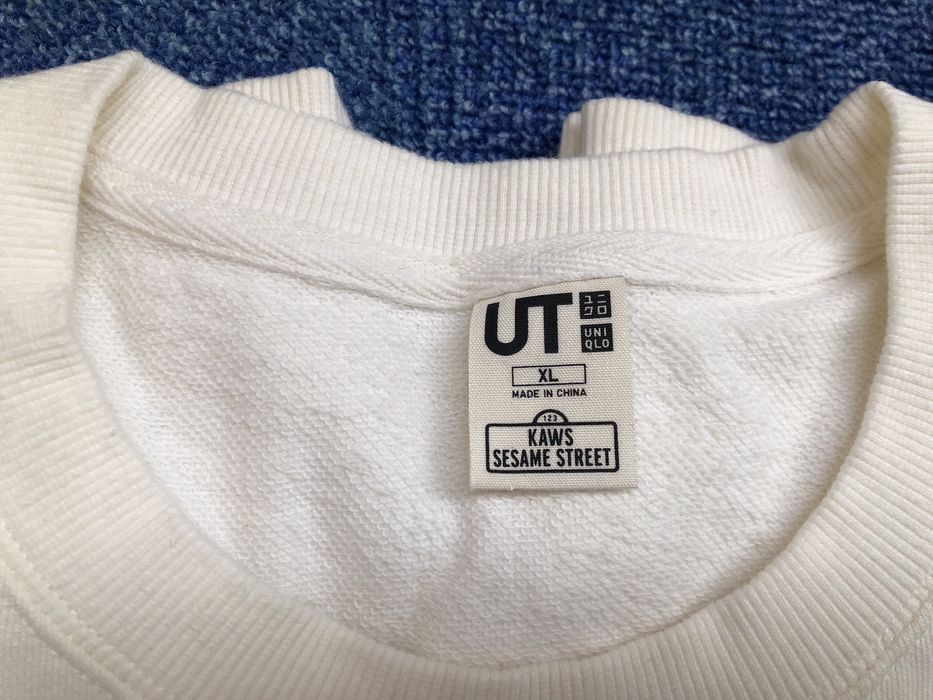 UT
ユニ
クロ
UNI
QLO
XL
MADE IN CHINA
123
KAWS
SESAME STREET